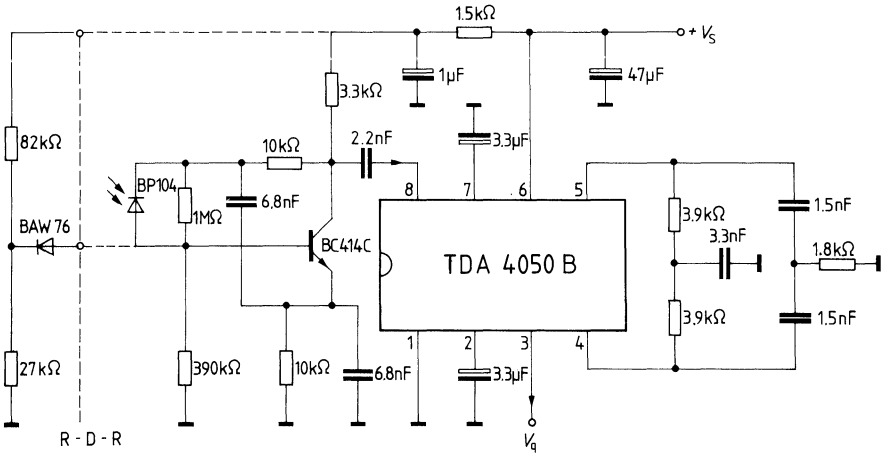 1.5kΩ
+ Vs
1µF
47µF
3.3kΩ
82kΩ
10kΩ
2.2nF
3.3µF
BP104
1MΩ
6,8nF
8
7
6
5
3.9kΩ
1.5nF
BAW 76
BC414C
TDA 4050 B
3.3nF
1.8kΩ
3,9kΩ
1.5nF
1
2
3
4
27kΩ
390kΩ
10kΩ
6.8nF
3.3µF
R - D - R
Vq